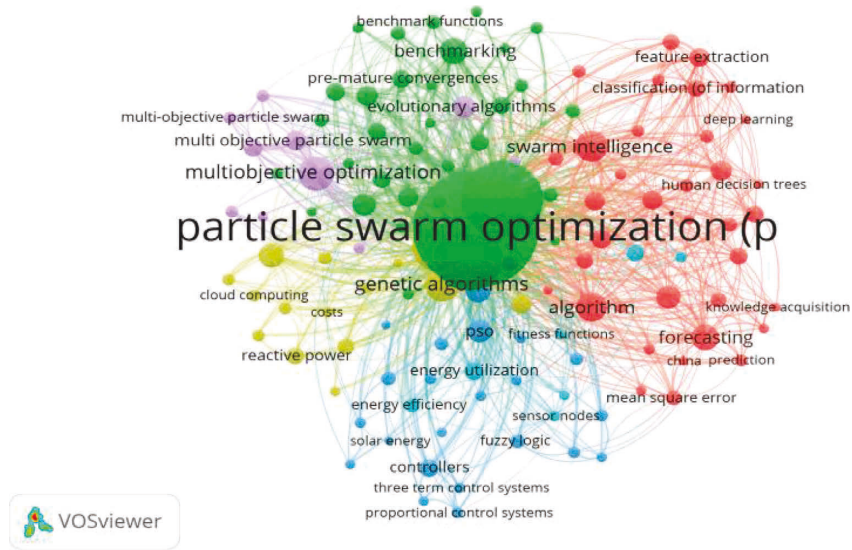 benchmark functions
benchmarking
feature extraction
pre-mature convergences
classification (of information
evolutionary algorithms
multi-objective particle swarm
deep learning
multi objective particle swarm
swarm intelligence
multiobjective optimization
human decision trees
particle swarm optimization (p
genetic algorithms
cloud computing
costs
algorithm
knowledge acquisition
pso
fitness functions
forecasting
reactive power
china prediction
energy utilization
mean square error
energy efficiency
sensor nodes
solar energy
fuzzy logic
controllers
three term control systems
proportional control systems
VOSviewer